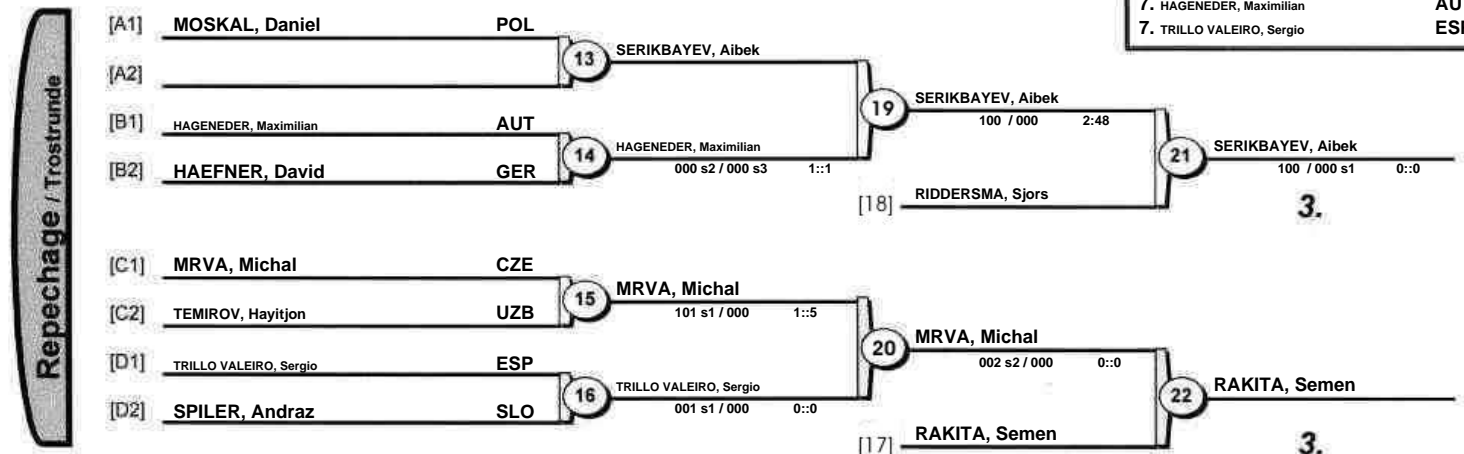 7. HAGENEDER, Maximilian
7. TRILLO VALEIRO, Sergio
Repechage / Trostrunde
[A1] MOSKAL, Daniel POL
[A2]
13 SERIKBAYEV, Aibek
[B1] HAGENEDER, Maximilian AUT
[B2] HAEFNER, David GER
14 HAGENEDER, Maximilian
000 s2 / 000 s3 1::1
19 SERIKBAYEV, Aibek
100 / 000 2:48
[18] RIDDERSMA, Sjors
21 SERIKBAYEV, Aibek
100 / 000 s1 0::0
3.
[C1] MRVA, Michal CZE
[C2] TEMIROV, Hayitjon UZB
15 MRVA, Michal
101 s1 / 000 1::5
[D1] TRILLO VALEIRO, Sergio ESP
[D2] SPILER, Andraz SLO
16 TRILLO VALEIRO, Sergio
001 s1 / 000 0::0
20 MRVA, Michal
002 s2 / 000 0::0
[17] RAKITA, Semen
22 RAKITA, Semen
3.